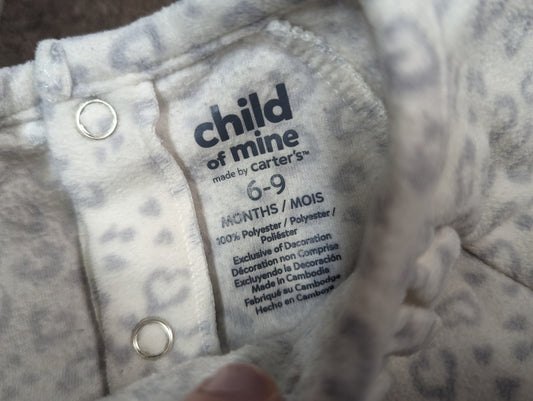 child
of mine
made by carter's™
6-9
MONTHS / MOIS
100% Polyester / Polyester /
Poliéster
Exclusive of Decoration
Décoration non Comprise
Excluyendo la Decoración
Made in Cambodia
Fabriqué au Cambodge
Hecho en Camboya